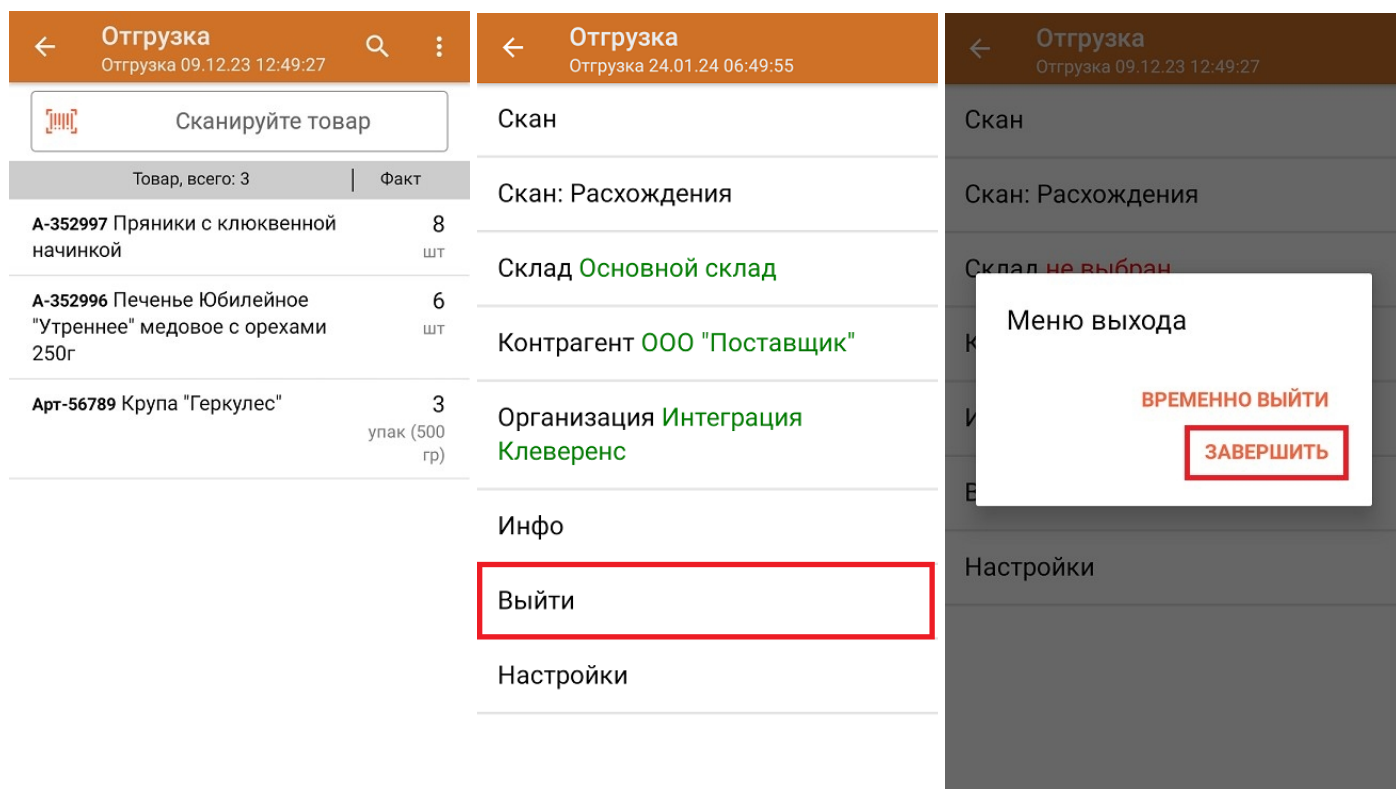 Отгрузка
Отгрузка 09.12.23 12:49:27
Сканируйте товар
Товар, всего: 3 Факт
А-352997 Пряники с клюквенной 8
начинкой шт
А-352996 Печенье Юбилейное 6
"Утреннее" медовое с орехами шт
250г
Арт-56789 Крупа "Геркулес" 3
упак (500
гр)
Отгрузка
Отгрузка 24.01.24 06:49:55
Скан
Скан: Расхождения
Склад Основной склад
Контрагент ООО "Поставщик"
Организация Интеграция
Клеверенс
Инфо
Выйти
Настройки
Отгрузка
Отгрузка 09.12.23 12:49:27
Скан
Скан: Расхождения
Склад не выбран
Меню выхода
ВРЕМЕННО ВЫЙТИ
ЗАВЕРШИТЬ
Настройки